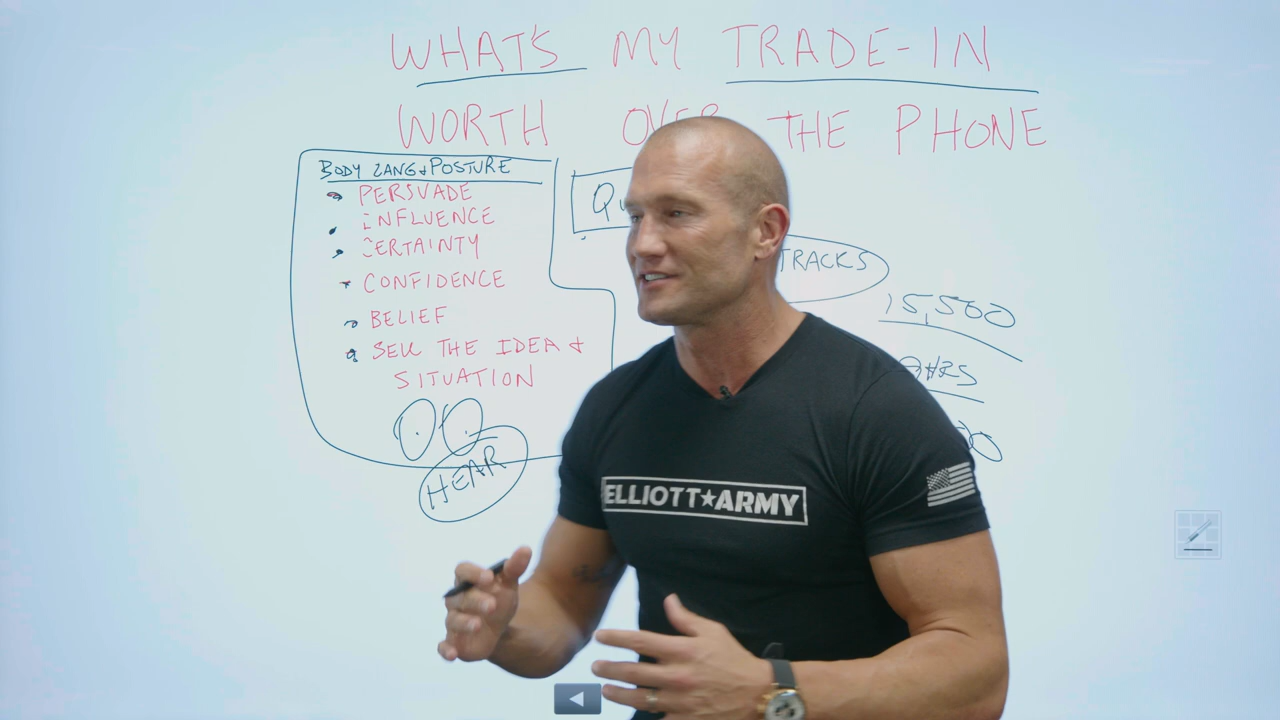 WHAT'S MY TRADE-IN
WORTH OVER THE PHONE
BODY LANG & POSTURE
PERSUADE
INFLUENCE
CERTAINTY
CONFIDENCE
BELIEF
SELL THE IDEA &
SITUATION
HEAR
TRACKS
15,500
ELLIOTT★ARMY